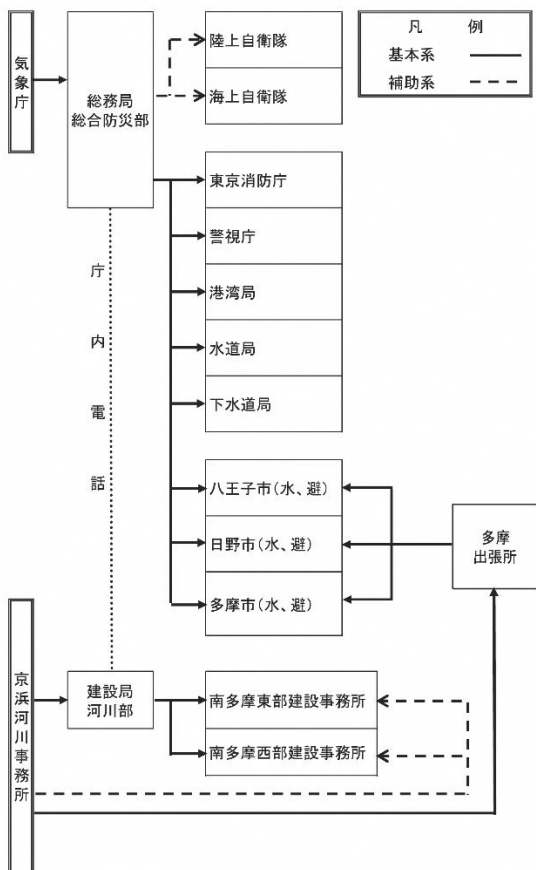 気象庁
総務局
総合防災部
陸上自衛隊
海上自衛隊
凡 例
基本系
補助系
東京消防庁
警視庁
港湾局
水道局
下水道局
庁内電話
八王子市(水、避)
日野市(水、避)
多摩市(水、避)
多摩
出張所
京浜河川事務所
建設局
河川部
南多摩東部建設事務所
南多摩西部建設事務所